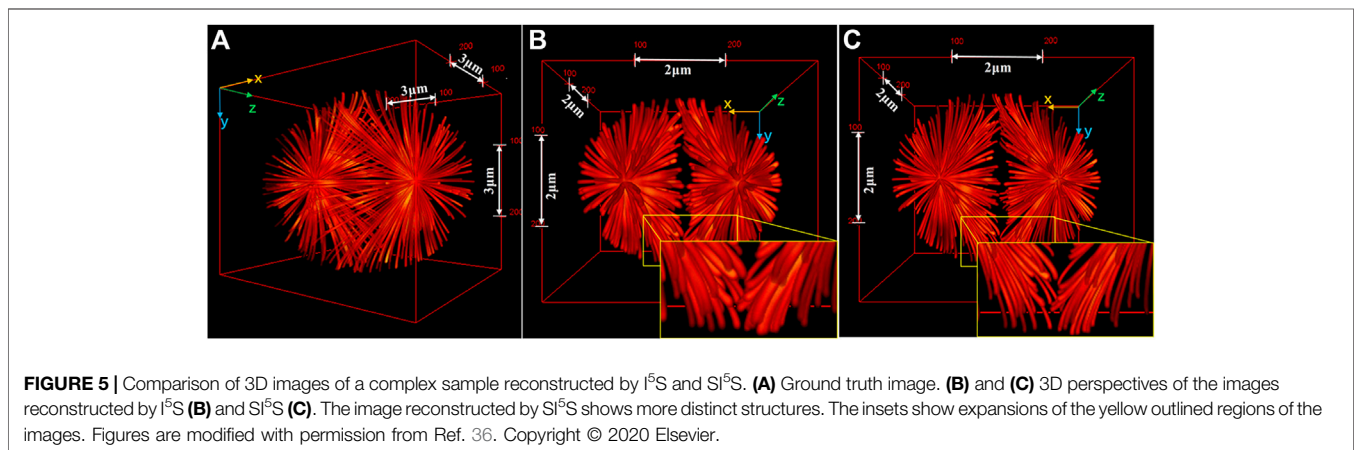 A
B
C
200
100
3μm
x
3μm
100
z
y
100
3μm
200
100
200
2μm
100
200
2μm
z
x
y
100
2μm
100
200
2μm
100
200
2μm
z
x
y
100
2μm
FIGURE 5 | Comparison of 3D images of a complex sample reconstructed by I⁵S and SI⁵S. (A) Ground truth image. (B) and (C) 3D perspectives of the images
reconstructed by I⁵S (B) and SI⁵S (C). The image reconstructed by SI⁵S shows more distinct structures. The insets show expansions of the yellow outlined regions of the
images. Figures are modified with permission from Ref. 36. Copyright © 2020 Elsevier.